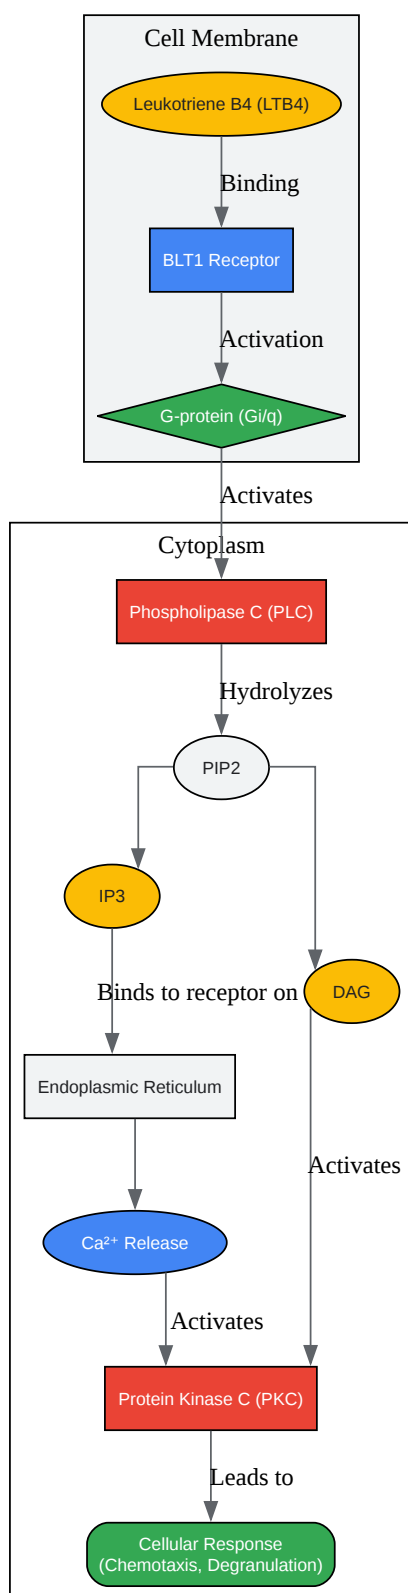 Cell Membrane
Leukotriene B4 (LTB4)
Binding
BLT1 Receptor
Activation
G-protein (Gi/q)
Activates
Cytoplasm
Phospholipase C (PLC)
Hydrolyzes
PIP2
IP3
Binds to receptor on
DAG
Endoplasmic Reticulum
Activates
Ca²⁺ Release
Activates
Protein Kinase C (PKC)
Leads to
Cellular Response
(Chemotaxis, Degranulation)